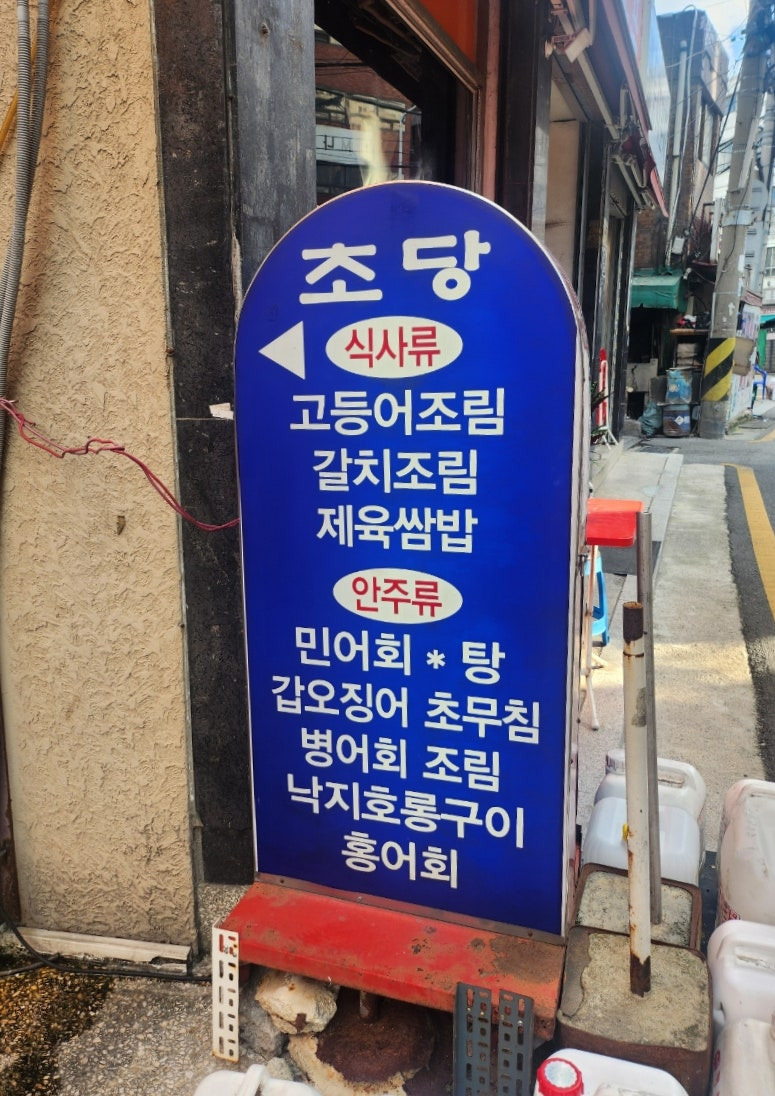 초당
식사류
고등어조림
갈치조림
제육쌈밥
안주류
민어회 * 탕
갑오징어 초무침
병어회 조림
낙지호롱구이
홍어회